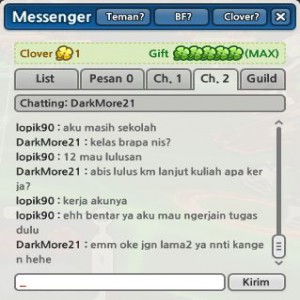 Messenger Teman? BF? Clover?
Clover 1 Gift (MAX)
List Pesan 0 Ch. 1 Ch. 2 Guild
Chatting: DarkMore21
lopik90 : aku masih sekolah
DarkMore21 : kelas brapa nis?
lopik90 : 12 mau lulusan
DarkMore21 : abis lulus km lanjut kuliah apa ker
ja?
lopik90 : kerja akunya
lopik90 : ehh bentar ya aku mau ngerjain tugas
dulu
DarkMore21 : emm oke jgn lama2 ya nnti kange
n hehe
Kirim